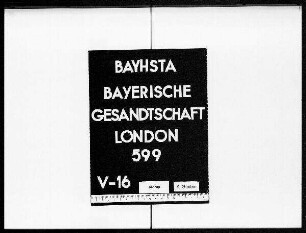 BAYHSTA
BAYERISCHE
GESANDTSCHAFT
LONDON
599
V-16